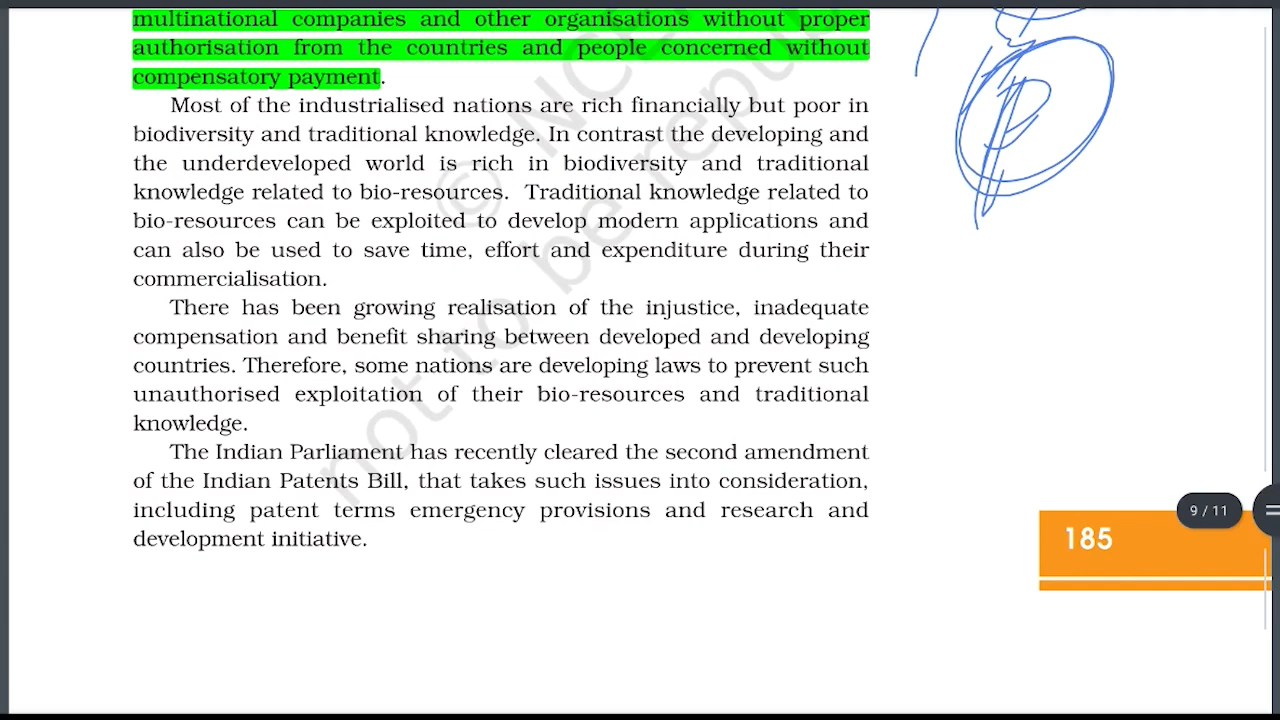 multinational companies and other organisations without proper
authorisation from the countries and people concerned without
compensatory payment.
Most of the industrialised nations are rich financially but poor in
biodiversity and traditional knowledge. In contrast the developing and
the underdeveloped world is rich in biodiversity and traditional
knowledge related to bio-resources. Traditional knowledge related to
bio-resources can be exploited to develop modern applications and
can also be used to save time, effort and expenditure during their
commercialisation.
There has been growing realisation of the injustice, inadequate
compensation and benefit sharing between developed and developing
countries. Therefore, some nations are developing laws to prevent such
unauthorised exploitation of their bio-resources and traditional
knowledge.
The Indian Parliament has recently cleared the second amendment
of the Indian Patents Bill, that takes such issues into consideration,
including patent terms emergency provisions and research and
development initiative.
9 / 11
185
© NCE
not to be repu